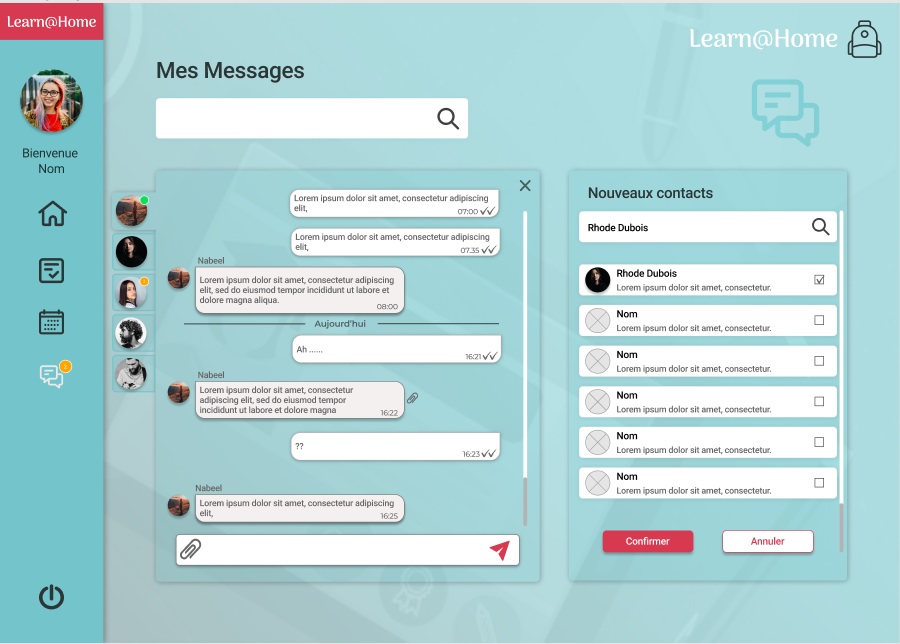 Learn@Home
Learn@Home
Bienvenue
Nom
Mes Messages
Lorem ipsum dolor sit amet, consectetur adipiscing
elit,
07:00
Lorem ipsum dolor sit amet, consectetur adipiscing
elit,
07.35
Nabeel
Lorem ipsum dolor sit amet, consectetur adipiscing
elit, sed do eiusmod tempor incididunt ut labore et
dolore magna aliqua.
08:00
Aujourd'hui
Ah ......
16:21
Nabeel
Lorem ipsum dolor sit amet, consectetur
adipiscing elit, sed do eiusmod tempor
incididunt ut labore et dolore magna
16:22
??
16:23
Nabeel
Lorem ipsum dolor sit amet, consectetur adipiscing
elit,
16:25
Nouveaux contacts
Rhode Dubois
Rhode Dubois
Lorem ipsum dolor sit amet, consectetur.
Nom
Lorem ipsum dolor sit amet, consectetur.
Nom
Lorem ipsum dolor sit amet, consectetur.
Nom
Lorem ipsum dolor sit amet, consectetur.
Nom
Lorem ipsum dolor sit amet, consectetur.
Nom
Lorem ipsum dolor sit amet, consectetur.
Confirmer
Annuler